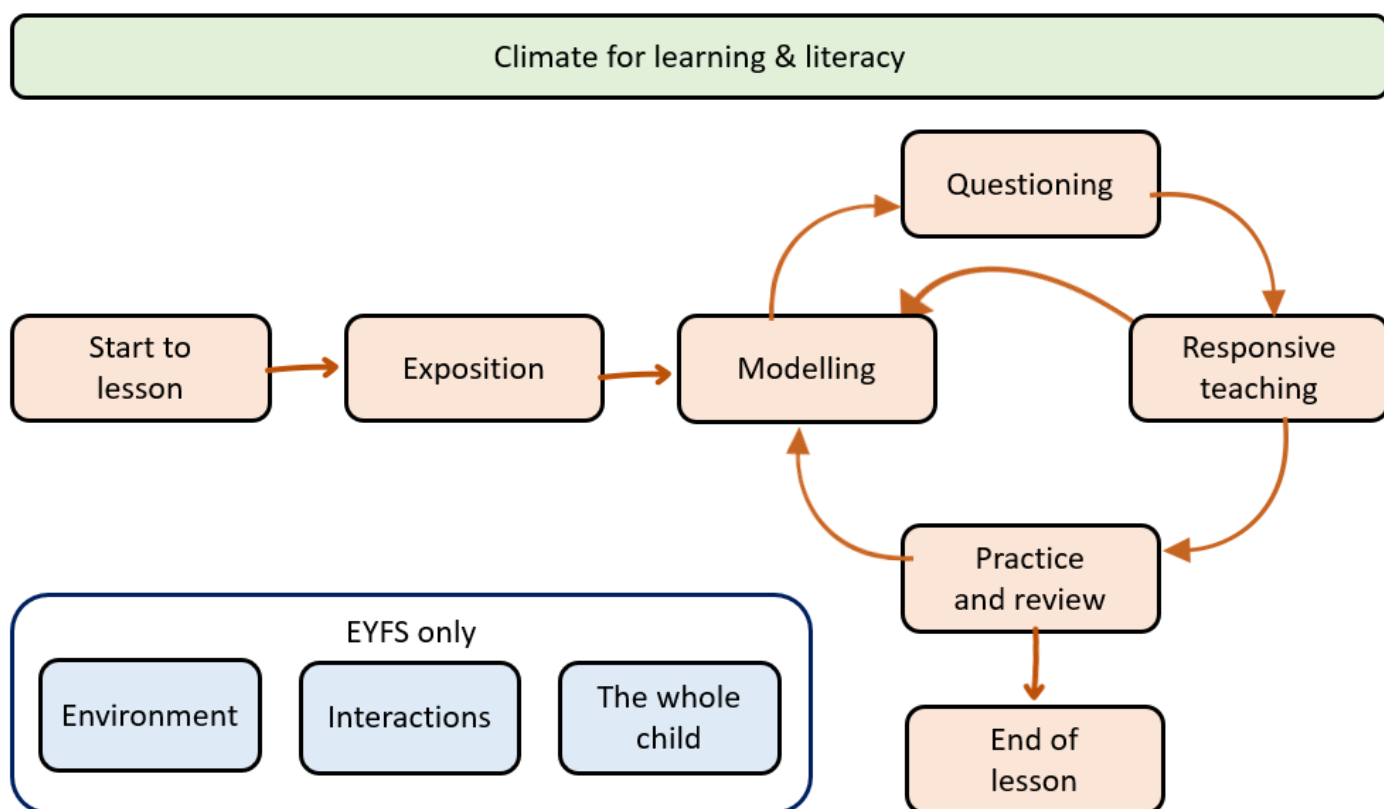 Climate for learning & literacy
Questioning
Start to
lesson
Exposition
Modelling
Responsive
teaching
Practice
and review
EYFS only
Environment
Interactions
The whole
child
End of
lesson